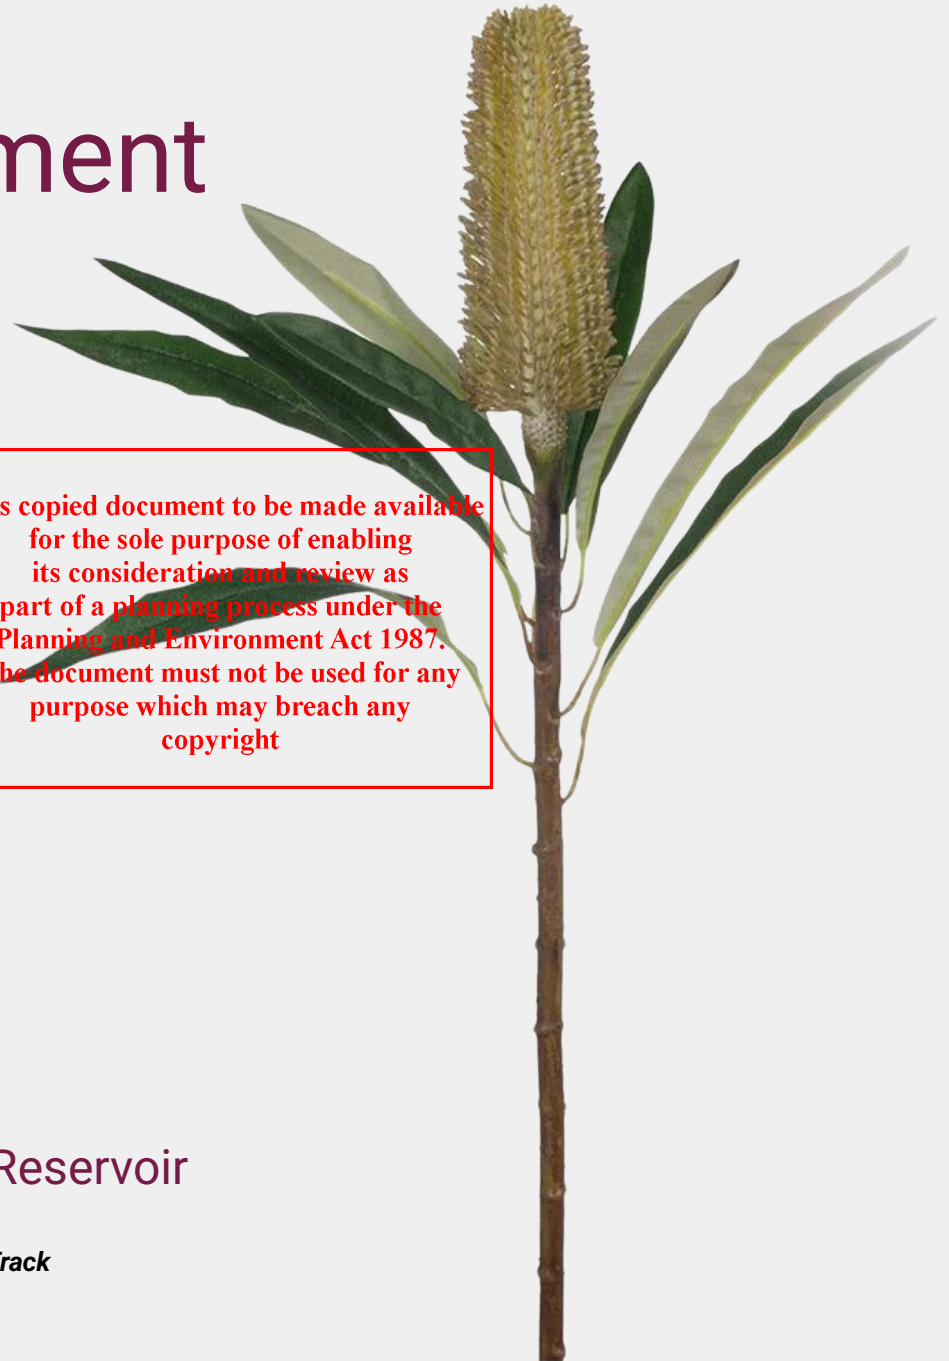 ment
s copied document to be made available
for the sole purpose of enabling
its consideration and review as
part of a planning process under the
Planning and Environment Act 1987.
he document must not be used for any
purpose which may breach any
copyright
Reservoir
rack